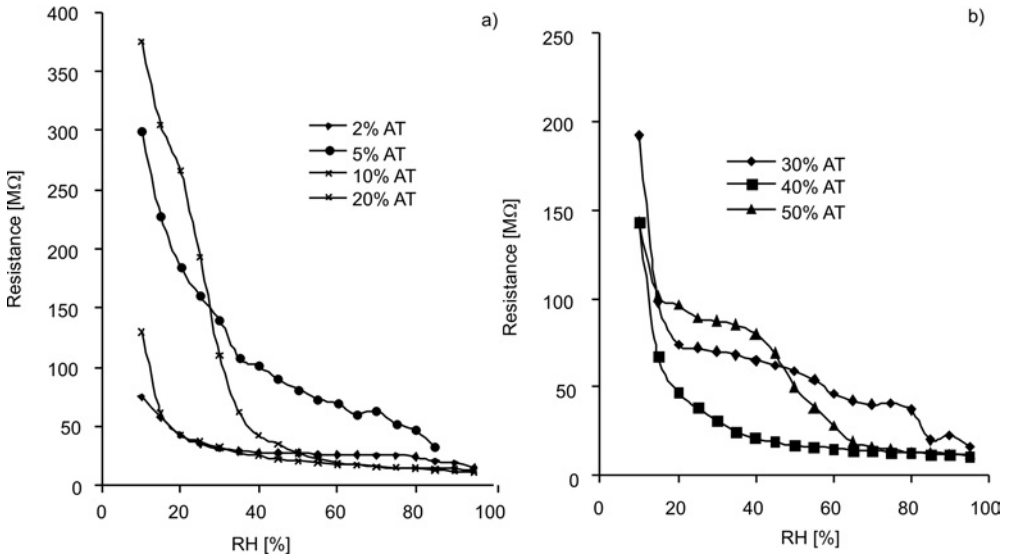 a)
400
350
300
250
200
150
100
50
0
Resistance [MΩ]
2% AT
5% AT
10% AT
20% AT
0 20 40 60 80 100
RH [%]
b)
250
200
150
100
50
0
Resistance [MΩ]
30% AT
40% AT
50% AT
0 20 40 60 80 100
RH [%]